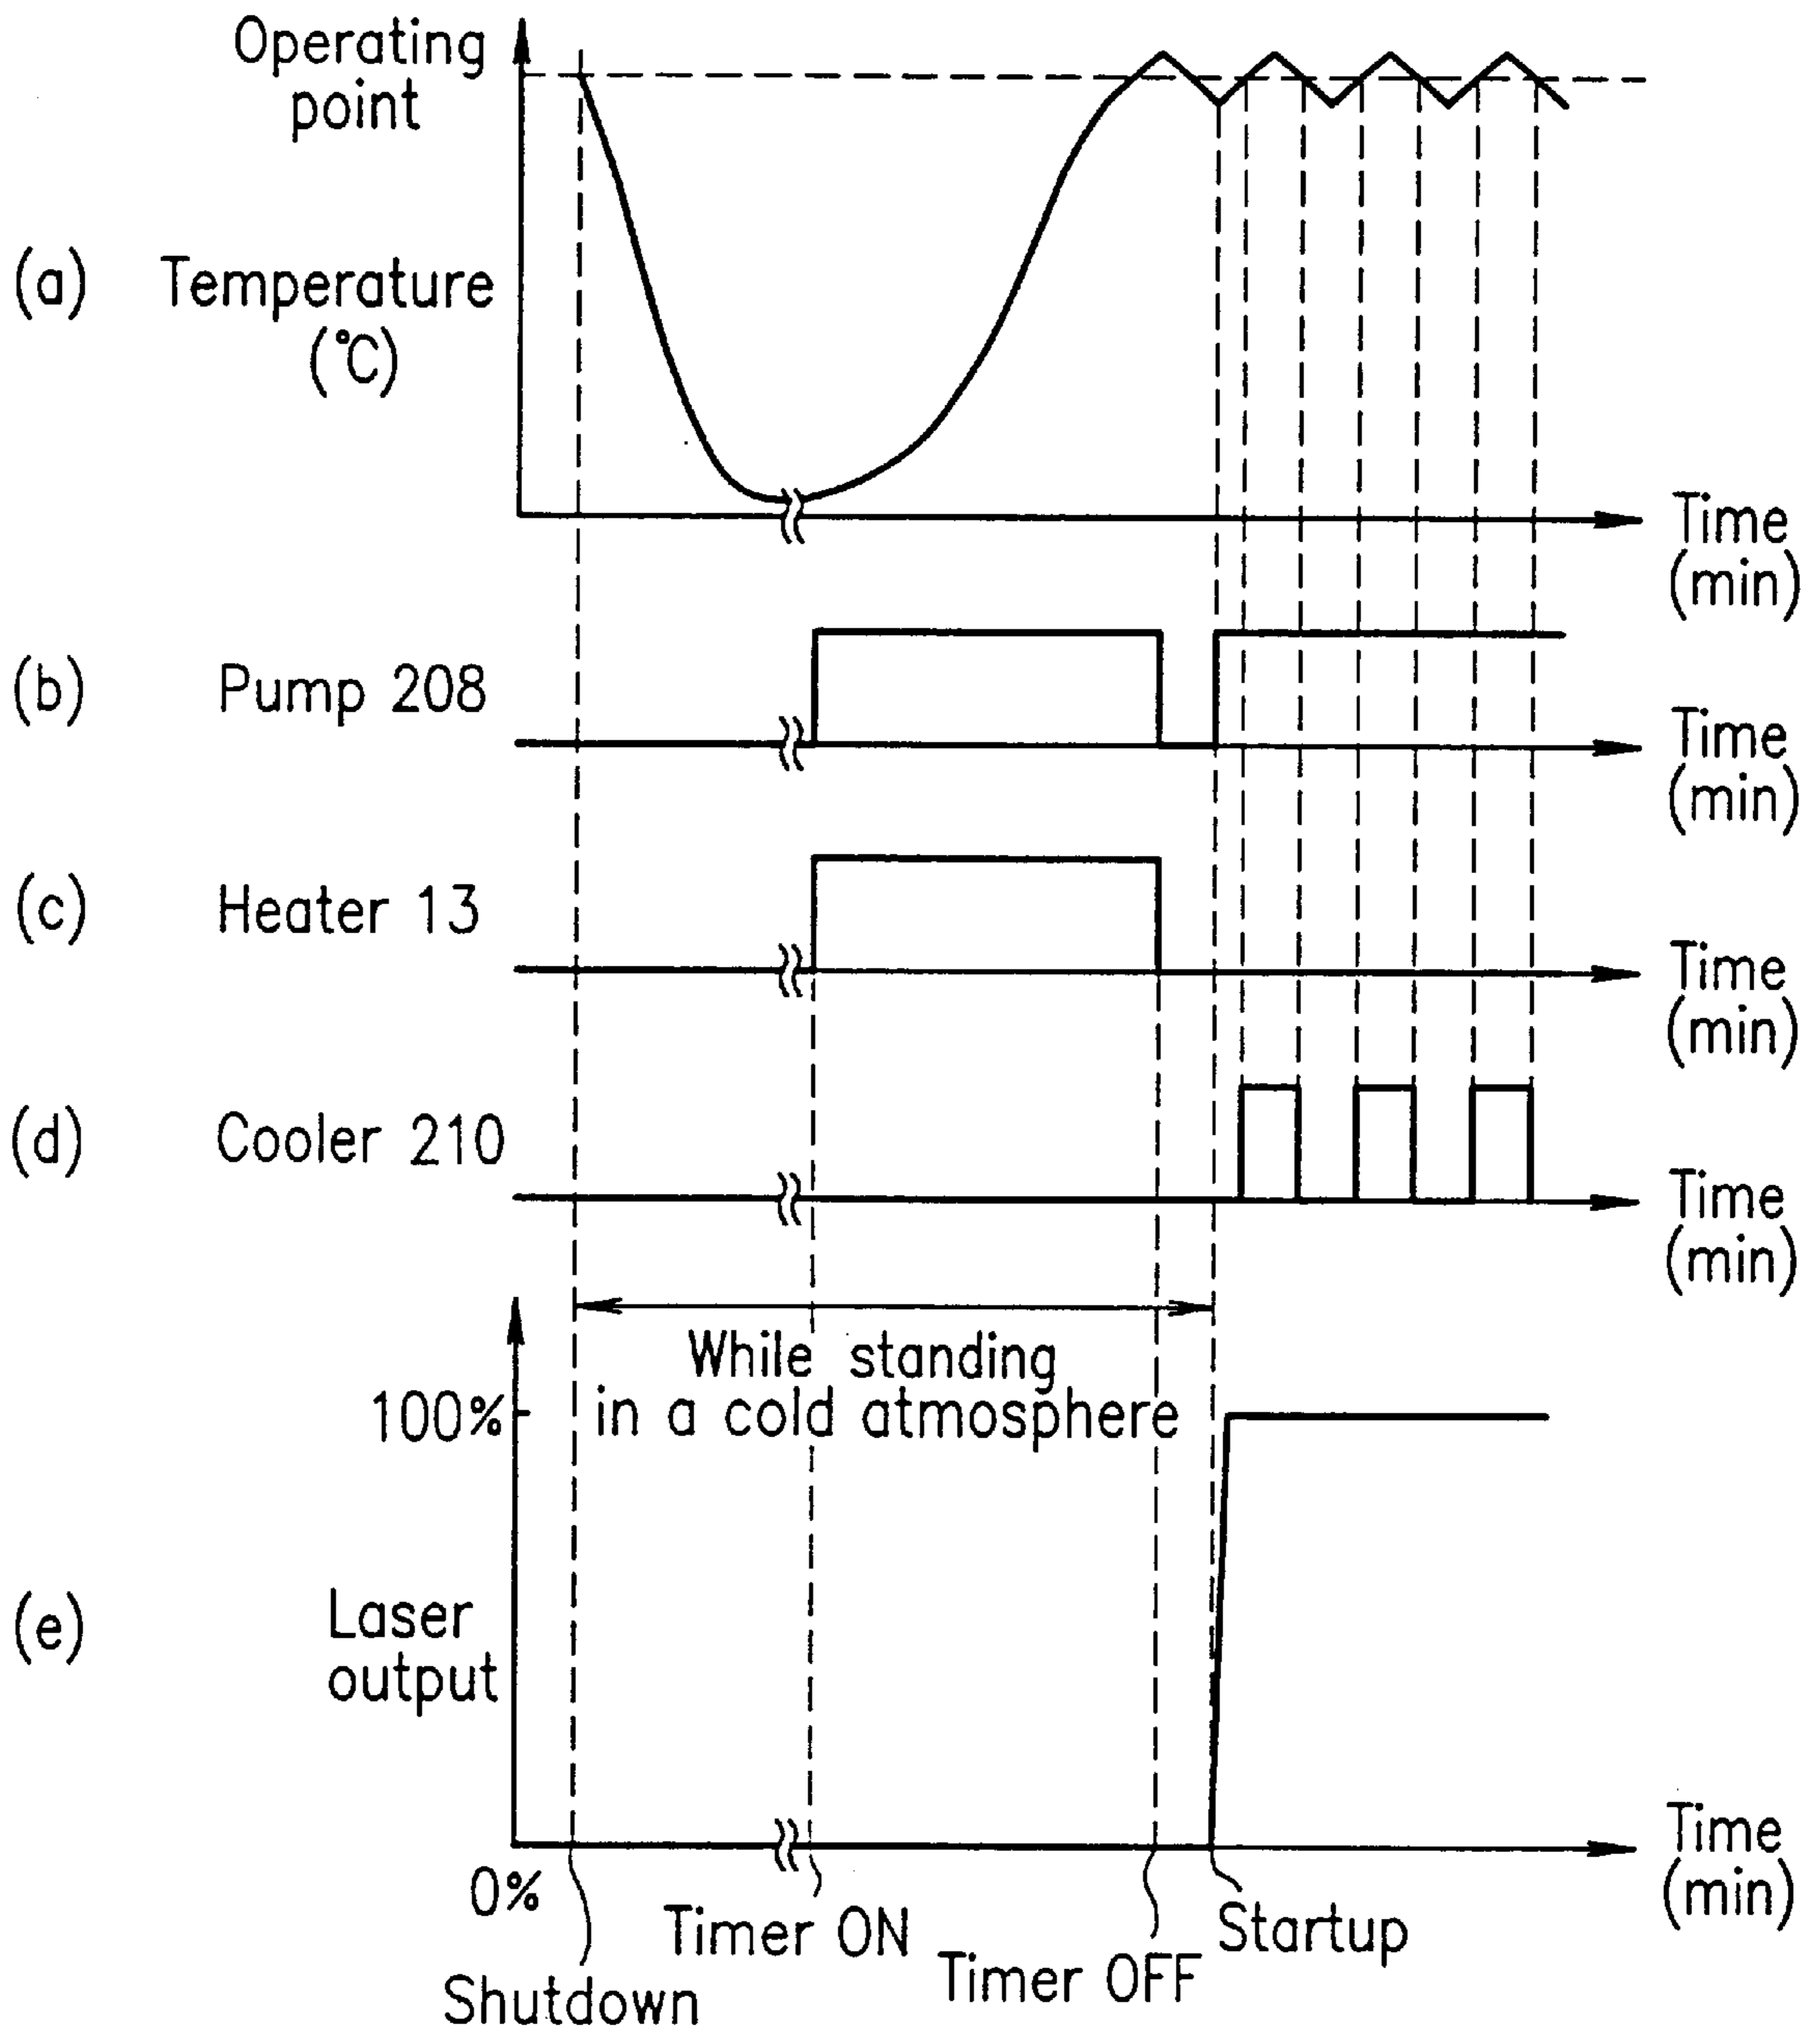 Operating
point
(a)
Temperature
(°C)
Time
(min)
(b)
Pump 208
Time
(min)
(c)
Heater 13
Time
(min)
(d)
Cooler 210
Time
(min)
While standing
in a cold atmosphere
100%
(e)
Laser
output
Time
(min)
0%
Timer ON
Startup
Timer OFF
Shutdown